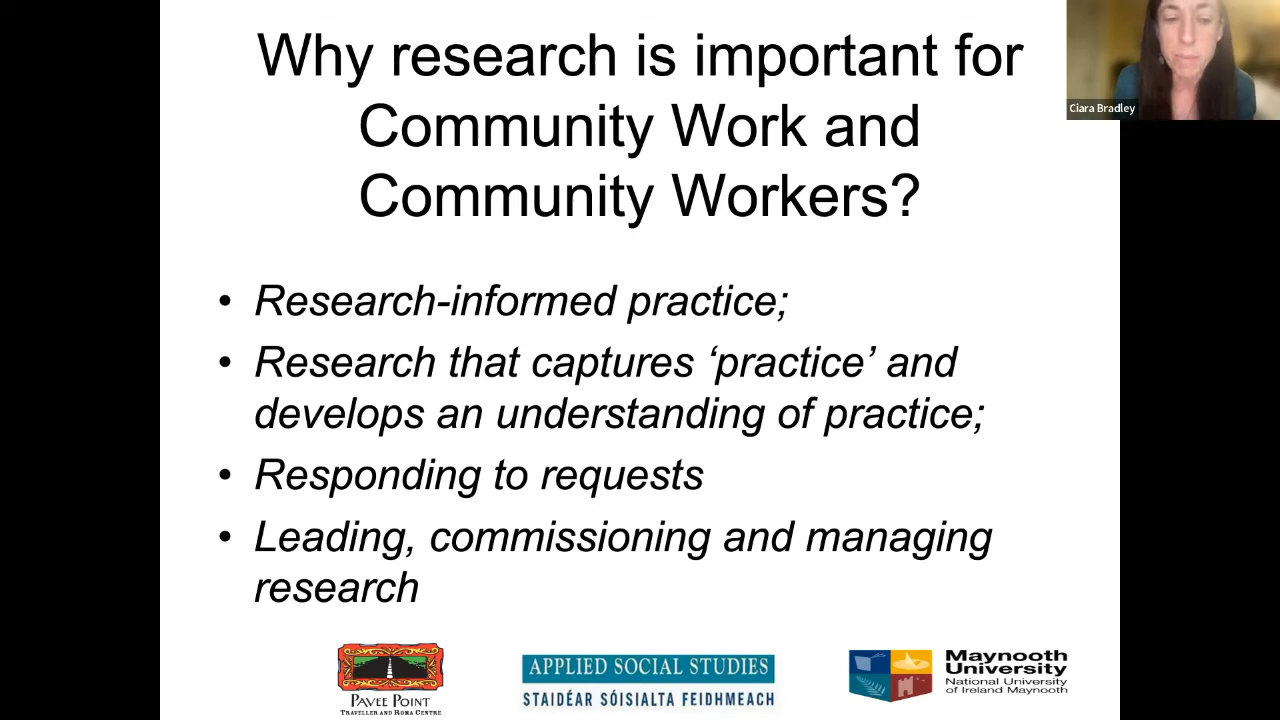 Why research is important for
Community Work and
Community Workers?
Ciara Bradley
• Research-informed practice;
• Research that captures ‘practice’ and
develops an understanding of practice;
• Responding to requests
• Leading, commissioning and managing
research
PAVEE POINT
TRAVELLER AND ROMA CENTRE
APPLIED SOCIAL STUDIES
STAIDÉAR SÓISIALTA FEIDHMEACH
Maynooth
University
National University
of Ireland Maynooth